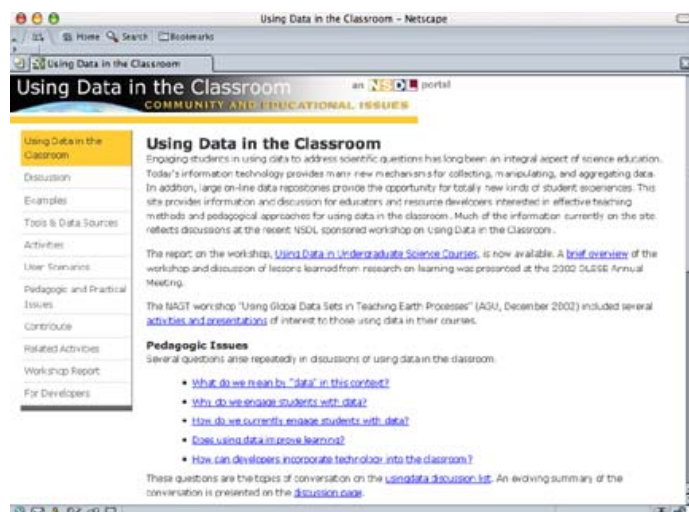 Using Data in the Classroom - Netscape
Home Search Bookmarks
Using Data in the Classroom
Using Data in the Classroom
an NSDL portal
COMMUNITY AND EDUCATIONAL ISSUES
Using Data in the
Classroom
Discussion
Examples
Tools & Data Sources
Activities
User Scenarios
Pedagogic and Practical
Issues
Contribute
Related Activities
Workshop Report
For Developers
Using Data in the Classroom
Engaging students in using data to address scientific questions has long been an integral aspect of science education.
Today's information technology provides many new mechanisms for collecting, manipulating, and aggregating data.
In addition, large on-line data repositories provide the opportunity for totally new kinds of student experiences. This
site provides information and discussion for educators and resource developers interested in effective teaching
methods and pedagogical approaches for using data in the classroom. Much of the information currently on the site
reflects discussions at the recent NSDL sponsored workshop on Using Data in the Classroom.
The report on the workshop, Using Data in Undergraduate Science Courses, is now available. A brief overview of the
workshop and discussion of lessons learned from research on learning was presented at the 2002 DLESE Annual
Meeting.
The NAGT workshop "Using Global Data Sets in Teaching Earth Processes" (AGU, December 2002) included several
activities and presentations of interest to those using data in their courses.
Pedagogic Issues
Several questions arise repeatedly in discussions of using data in the classroom.
• What do we mean by "data" in this context?
• Why do we engage students with data?
• How do we currently engage students with data?
• Does using data improve learning?
• How can developers incorporate technology into the classroom?
These questions are the topics of conversation on the usingdata discussion list. An evolving summary of the
conversation is presented on the discussion page.